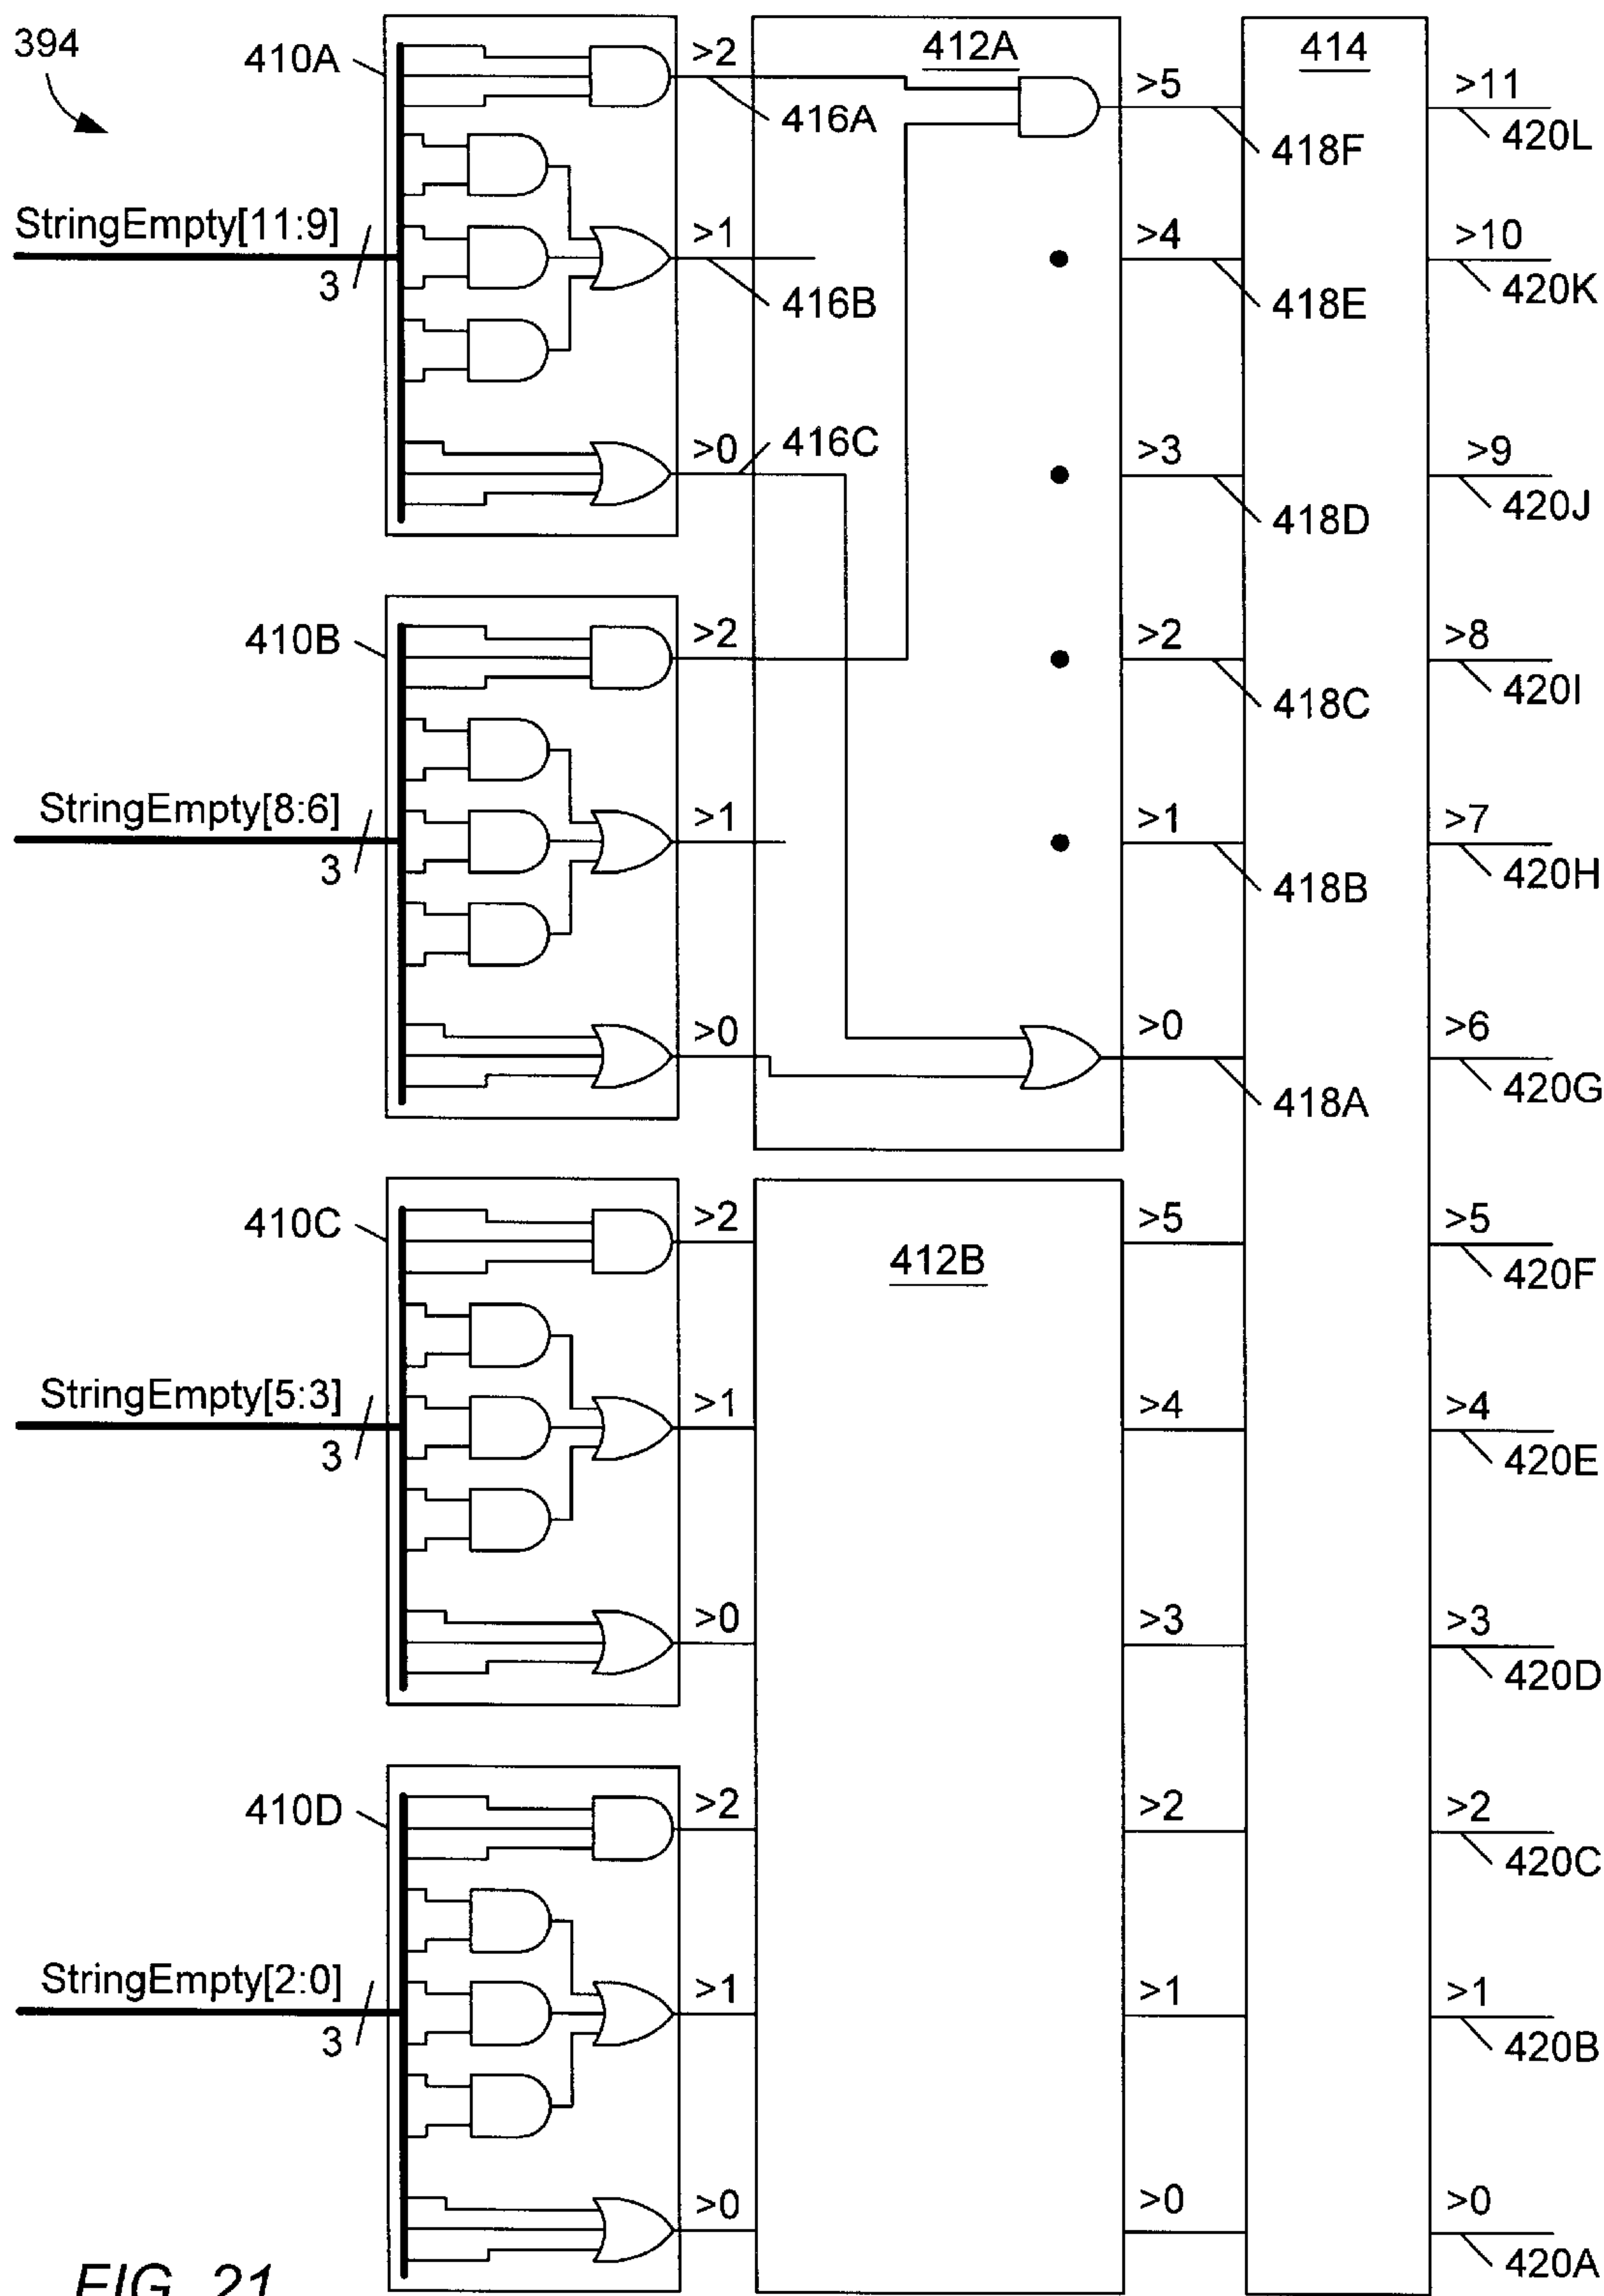 394
410A
>2
412A
414
416A
>5
418F
>11
420L
StringEmpty[11:9]
3
>1
416B
>4
418E
>10
420K
>0
416C
>3
418D
>9
420J
410B
>2
>2
418C
>8
420I
StringEmpty[8:6]
3
>1
>1
418B
>7
420H
>0
>0
418A
>6
420G
410C
>2
412B
>5
>5
420F
StringEmpty[5:3]
3
>1
>4
>4
420E
>0
>3
>3
420D
410D
>2
>2
>2
420C
StringEmpty[2:0]
3
>1
>1
>1
420B
>0
>0
>0
420A
FIG. 21